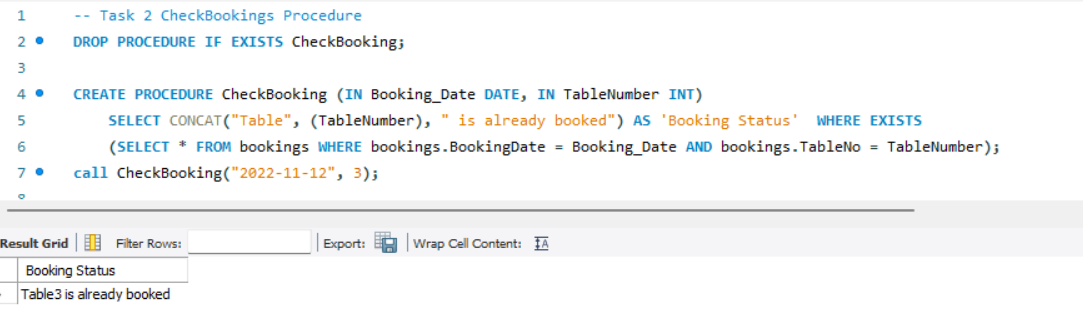 1 -- Task 2 CheckBookings Procedure
2 DROP PROCEDURE IF EXISTS CheckBooking;
3
4 CREATE PROCEDURE CheckBooking (IN Booking_Date DATE, IN TableNumber INT)
5 SELECT CONCAT("Table", (TableNumber), " is already booked") AS 'Booking Status'  WHERE EXISTS
6 (SELECT * FROM bookings WHERE bookings.BookingDate = Booking_Date AND bookings.TableNo = TableNumber);
7 call CheckBooking("2022-11-12", 3);
Result Grid Filter Rows: Export: Wrap Cell Content:
Booking Status
Table3 is already booked